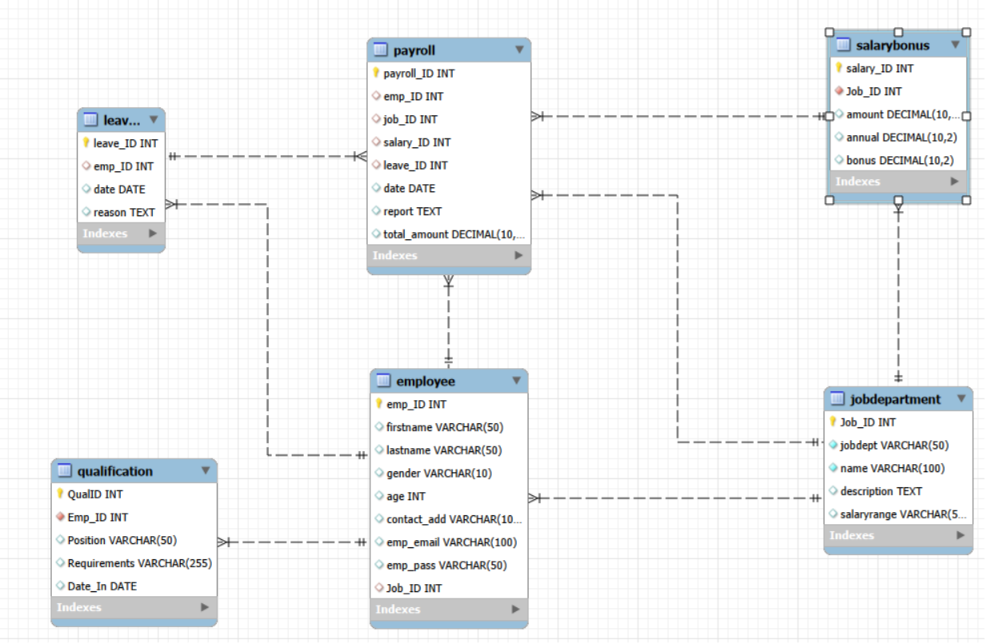 payroll
payroll_ID INT
emp_ID INT
job_ID INT
salary_ID INT
leave_ID INT
date DATE
report TEXT
total_amount DECIMAL(10,...
Indexes
salarybonus
salary_ID INT
Job_ID INT
amount DECIMAL(10,...
annual DECIMAL(10,2)
bonus DECIMAL(10,2)
Indexes
leav...
leave_ID INT
emp_ID INT
date DATE
reason TEXT
Indexes
employee
emp_ID INT
firstname VARCHAR(50)
lastname VARCHAR(50)
gender VARCHAR(10)
age INT
contact_add VARCHAR(10...
emp_email VARCHAR(100)
emp_pass VARCHAR(50)
Job_ID INT
Indexes
jobdepartment
Job_ID INT
jobdept VARCHAR(50)
name VARCHAR(100)
description TEXT
salaryrange VARCHAR(5...
Indexes
qualification
QualID INT
Emp_ID INT
Position VARCHAR(50)
Requirements VARCHAR(255)
Date_In DATE
Indexes